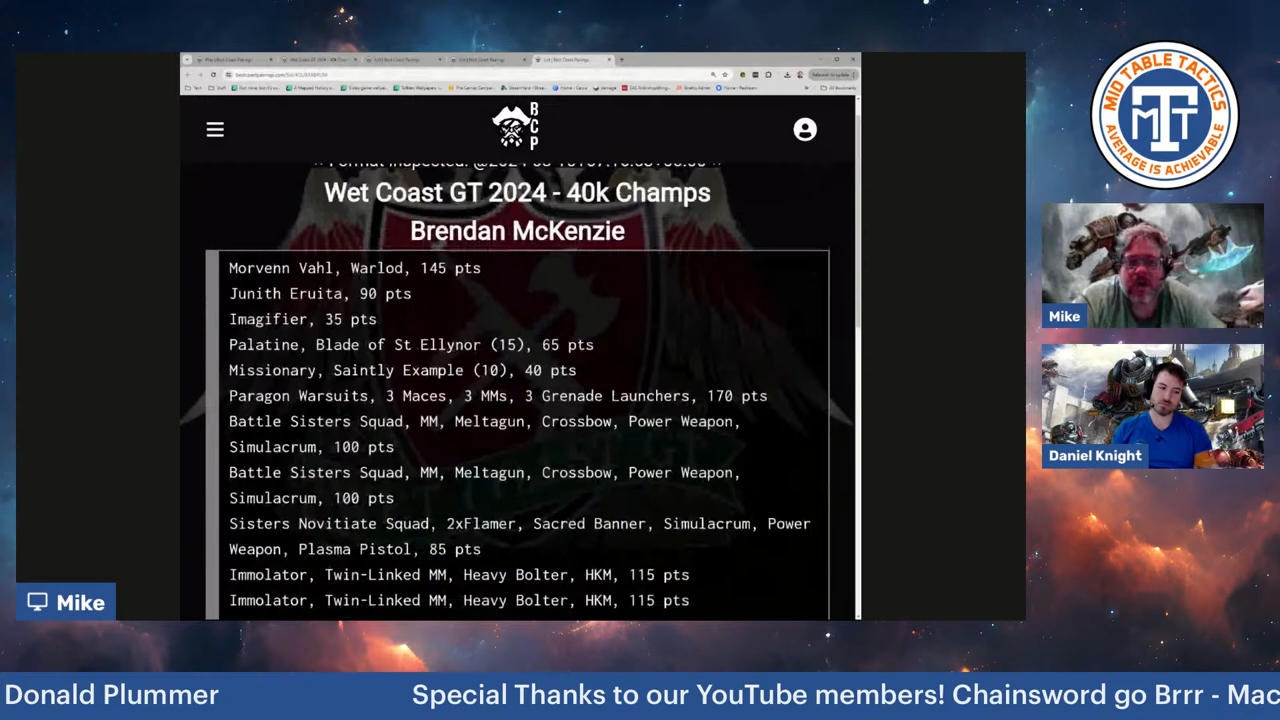 BCP
Wet Coast GT 2024 - 40k Champs
Brendan McKenzie
Morvenn Vahl, Warlod, 145 pts
Junith Eruita, 90 pts
Imagifier, 35 pts
Palatine, Blade of St Ellynor (15), 65 pts
Missionary, Saintly Example (10), 40 pts
Paragon Warsuits, 3 Maces, 3 MMs, 3 Grenade Launchers, 170 pts
Battle Sisters Squad, MM, Meltagun, Crossbow, Power Weapon,
Simulacrum, 100 pts
Battle Sisters Squad, MM, Meltagun, Crossbow, Power Weapon,
Simulacrum, 100 pts
Sisters Novitiate Squad, 2xFlamer, Sacred Banner, Simulacrum, Power
Weapon, Plasma Pistol, 85 pts
Immolator, Twin-Linked MM, Heavy Bolter, HKM, 115 pts
Immolator, Twin-Linked MM, Heavy Bolter, HKM, 115 pts
MID TABLE TACTICS
MTT
AVERAGE IS ACHIEVABLE
Mike
Daniel Knight
Mike
Donald Plummer Special Thanks to our YouTube members! Chainsword go Brrr - Mac